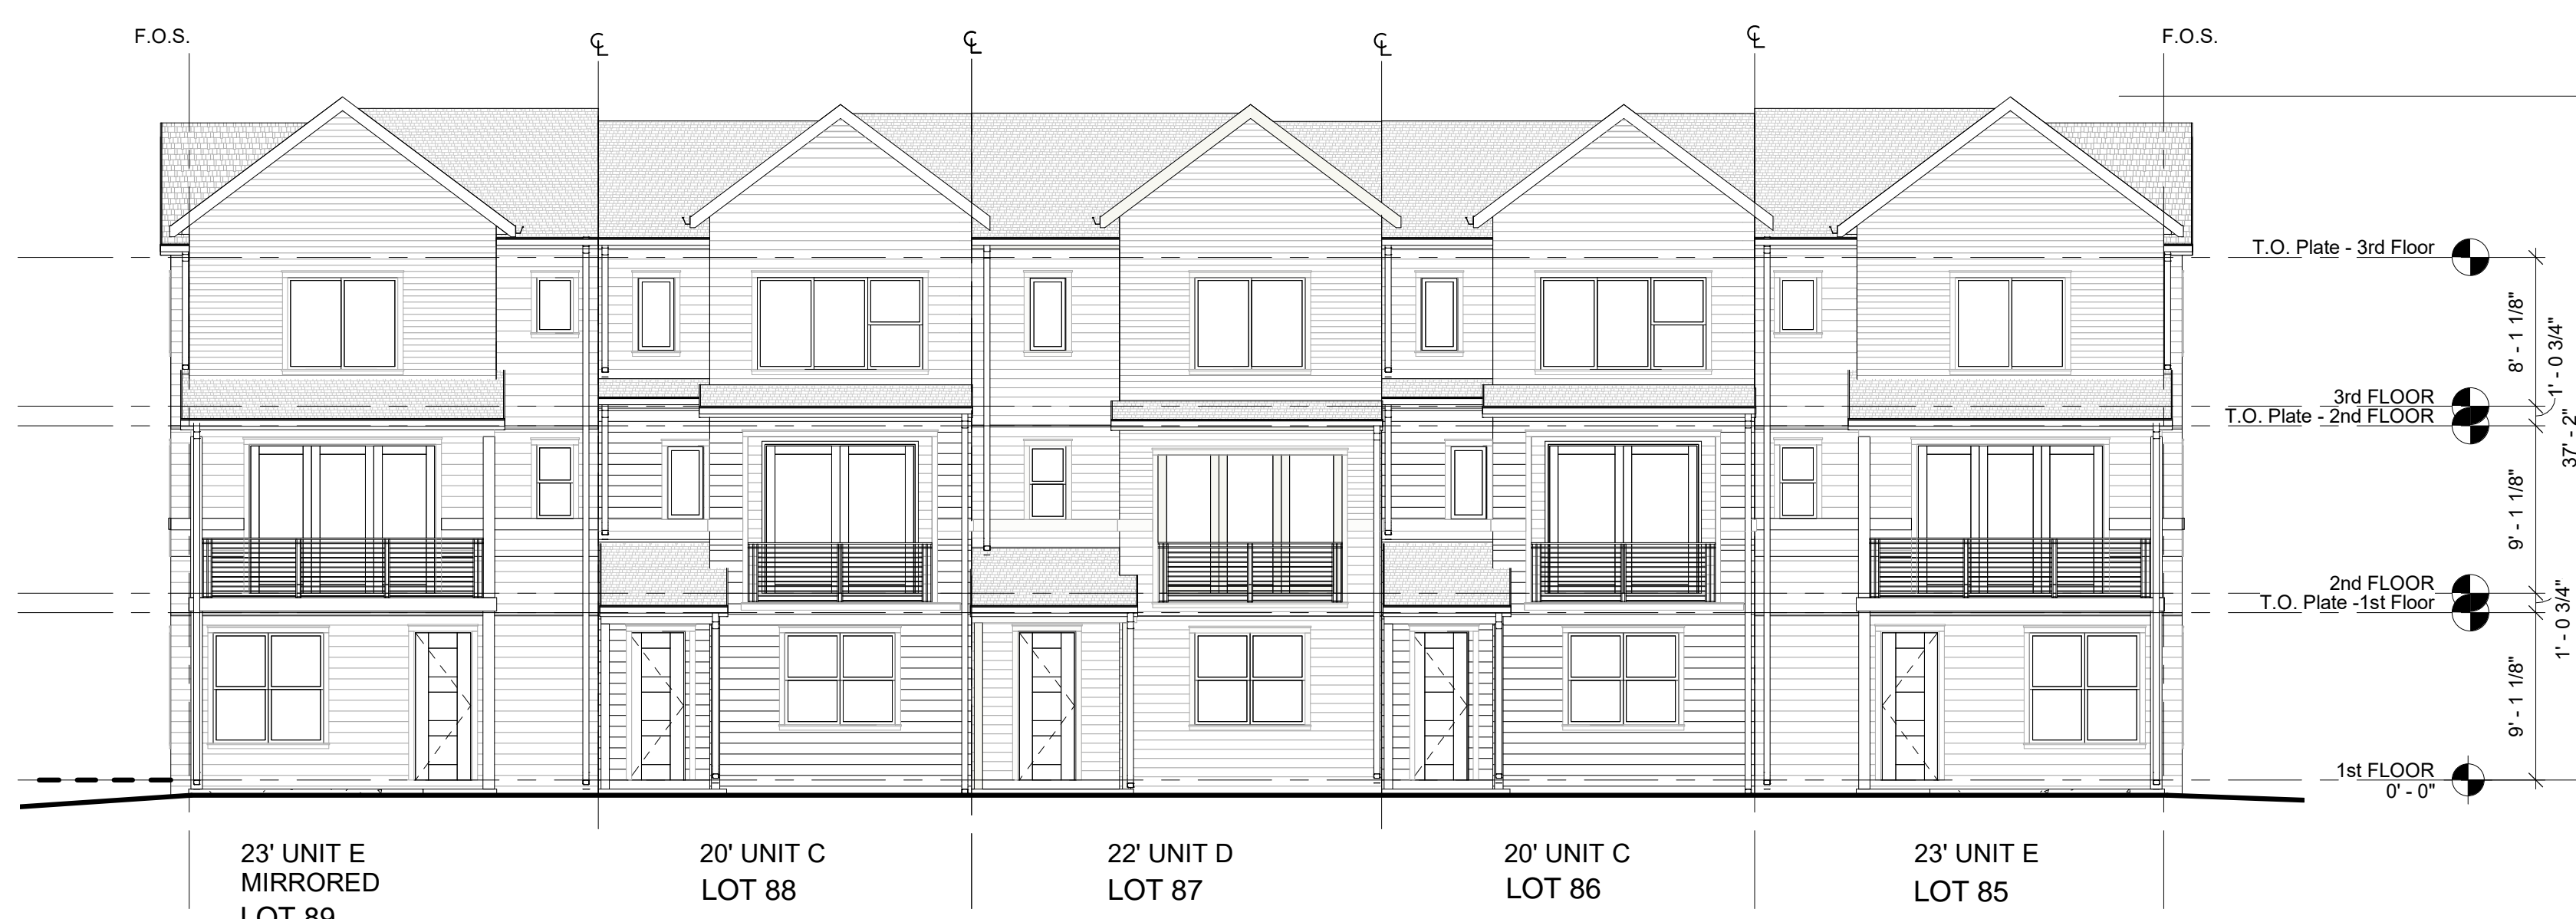 F.O.S.
℄
℄
℄
℄
F.O.S.
T.O. Plate - 3rd Floor
8' - 1 1/8"
1' - 0 3/4"
3rd FLOOR
T.O. Plate - 2nd FLOOR
37' - 2"
9' - 1 1/8"
2nd FLOOR
T.O. Plate -1st Floor
1' - 0 3/4"
9' - 1 1/8"
1st FLOOR
0' - 0"
23' UNIT E
MIRRORED
LOT 89
20' UNIT C
LOT 88
22' UNIT D
LOT 87
20' UNIT C
LOT 86
23' UNIT E
LOT 85